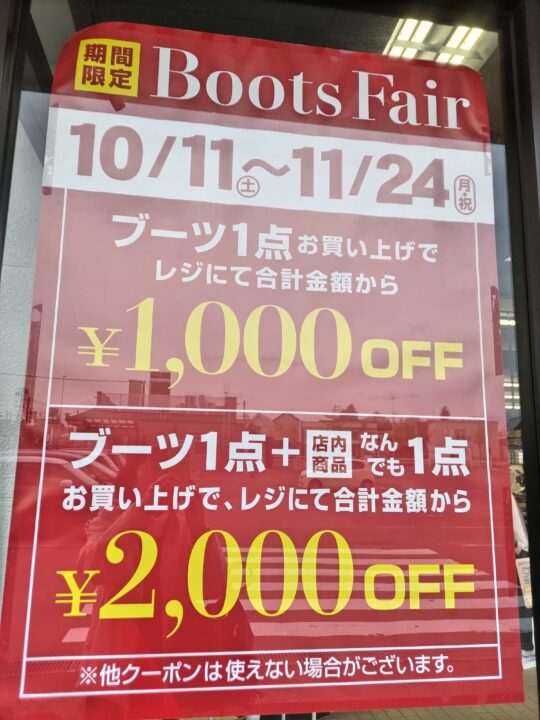 期間限定 Boots Fair
10/11(土)～11/24(月・祝)
ブーツ1点お買い上げで
レジにて合計金額から
¥1,000 OFF
ブーツ1点＋店内商品なんでも1点
お買い上げで、レジにて合計金額から
¥2,000 OFF
※他クーポンは使えない場合がございます。